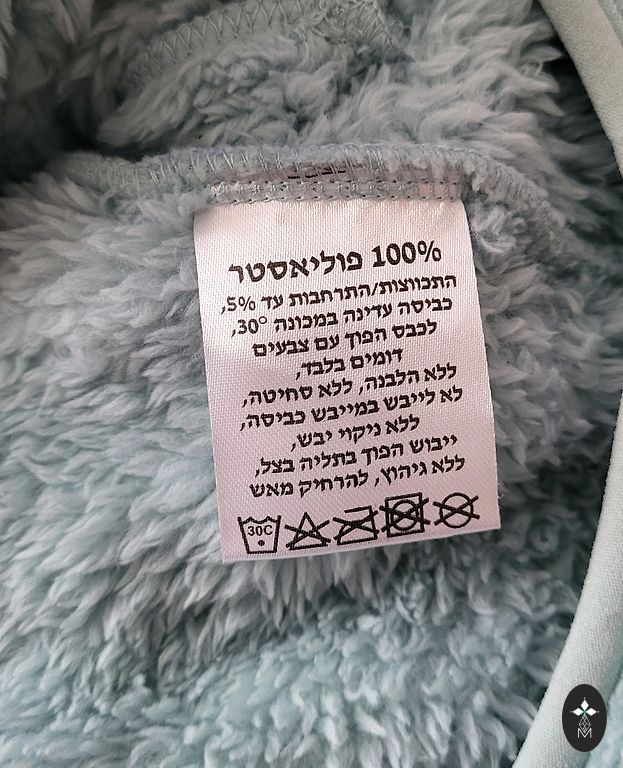 100% פוליאסטר
התכווצות/התרחבות עד 5%,
כביסה עדינה במכונה 30°,
לכבס הפוך עם צבעים
דומים בלבד,
ללא הלבנה, ללא סחיטה,
לא לייבש במייבש כביסה,
ללא ניקוי יבש,
ייבוש הפוך בתליה בצל,
ללא גיהוץ, להרחיק מאש
30C
M